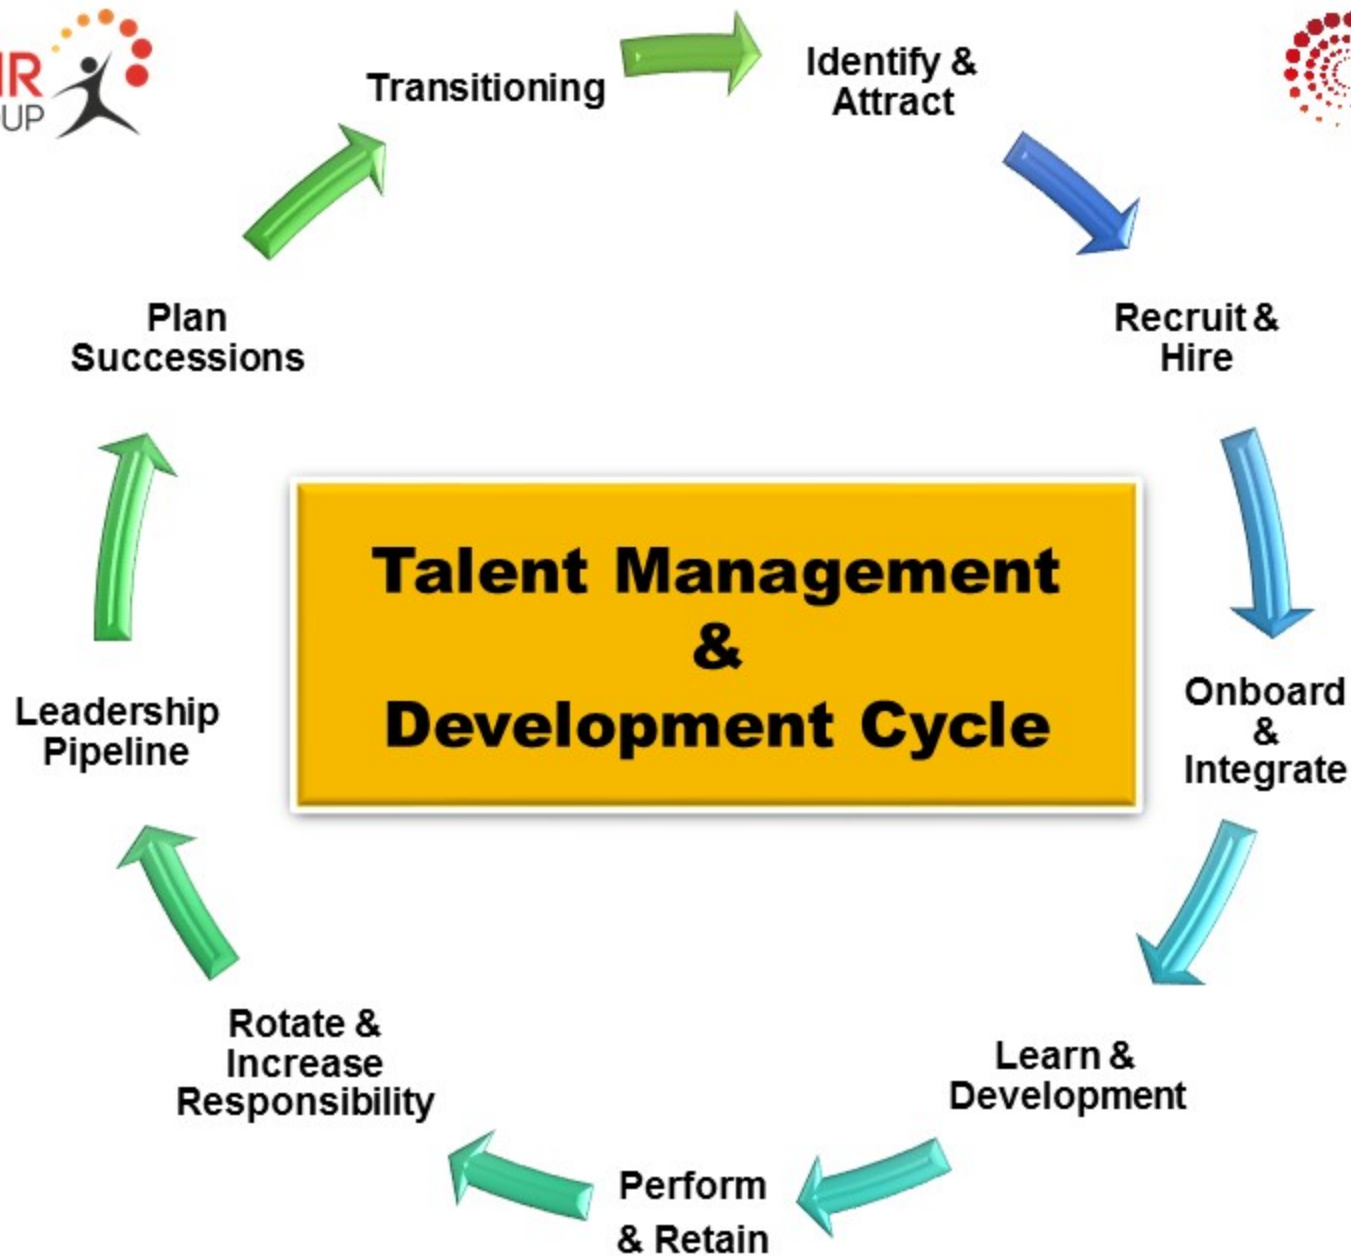 HR
UP
Transitioning
Identify &
Attract
Plan
Successions
Recruit &
Hire
Talent Management
&
Development Cycle
Leadership
Pipeline
Onboard
&
Integrate
Rotate &
Increase
Responsibility
Learn &
Development
Perform
& Retain